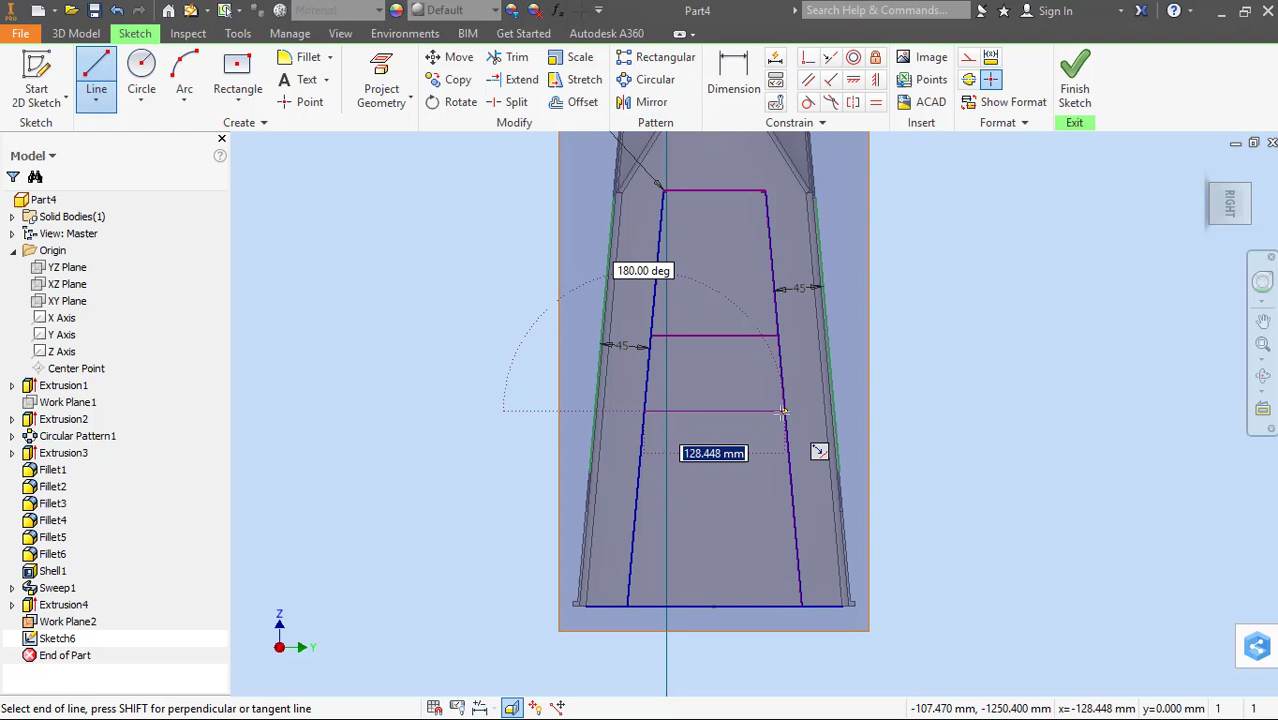 PRO
Material
Default
fx
Part4
Search Help & Commands...
Sign In
File
3D Model
Sketch
Inspect
Tools
Manage
View
Environments
BIM
Get Started
Autodesk A360
Start
2D Sketch
Line
Circle
Arc
Rectangle
Fillet
Text
Point
Project
Geometry
Move
Copy
Rotate
Trim
Extend
Split
Scale
Stretch
Offset
Rectangular
Circular
Mirror
Dimension
Image
Points
ACAD
Show Format
Finish
Sketch
Sketch
Create
Modify
Pattern
Constrain
Insert
Format
Exit
Model
Part4
Solid Bodies(1)
View: Master
Origin
YZ Plane
XZ Plane
XY Plane
X Axis
Y Axis
Z Axis
Center Point
Extrusion1
Work Plane1
Extrusion2
Circular Pattern1
Extrusion3
Fillet1
Fillet2
Fillet3
Fillet4
Fillet5
Fillet6
Shell1
Sweep1
Extrusion4
Work Plane2
Sketch6
End of Part
RIGHT
180.00 deg
45
45
128.448 mm
Z
Y
Select end of line, press SHIFT for perpendicular or tangent line
-107.470 mm, -1250.400 mm
x=-128.448 mm
y=0.000 mm
1
1